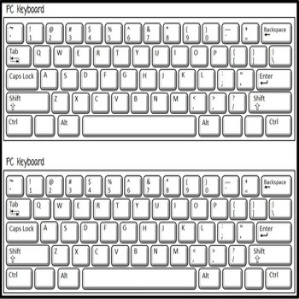 PC Keyboard
~ ! @ # $ % ^ & * ( ) Backspace
1 2 3 4 5 6 7 8 9 0
Tab Q W E R T Y U I O P { } |
Caps Lock A S D F G H J K L : " Enter
Shift Z X C V B N M < > ? Shift
Ctrl Alt Alt Ctrl
PC Keyboard
~ ! @ # $ % ^ & * ( ) Backspace
1 2 3 4 5 6 7 8 9 0
Tab Q W E R T Y U I O P { } |
Caps Lock A S D F G H J K L : " Enter
Shift Z X C V B N M < > ? Shift
Ctrl Alt Alt Ctrl